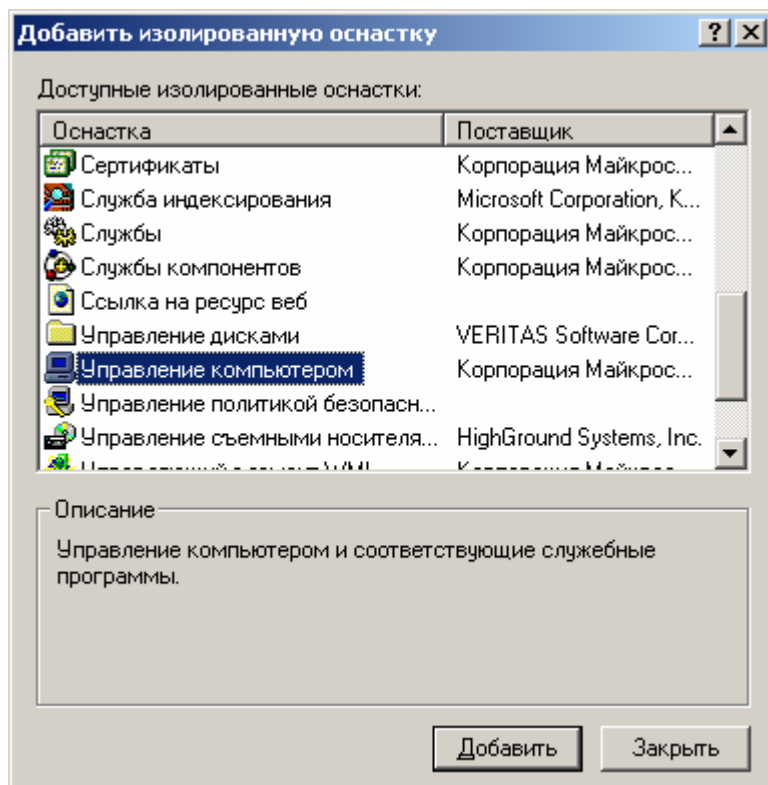 Добавить изолированную оснастку
Доступные изолированные оснастки:
Оснастка Поставщик
Сертификаты Корпорация Майкрос...
Служба индексирования Microsoft Corporation, K...
Службы Корпорация Майкрос...
Службы компонентов Корпорация Майкрос...
Ссылка на ресурс веб
Управление дисками VERITAS Software Cor...
Управление компьютером Корпорация Майкрос...
Управление политикой безопасн...
Управление съемными носителя... HighGround Systems, Inc.
Описание
Управление компьютером и соответствующие служебные
программы.
Добавить Закрыть